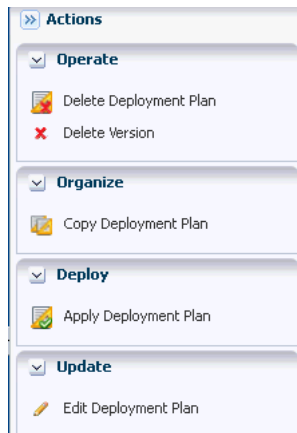 Actions
Operate
Delete Deployment Plan
Delete Version
Organize
Copy Deployment Plan
Deploy
Apply Deployment Plan
Update
Edit Deployment Plan